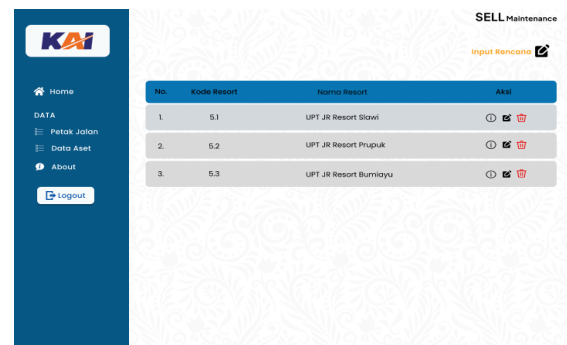 SELL Maintenance
KAI
Input Rencana
Home
DATA
Petak Jalan
Data Aset
About
Logout
No. Kode Resort Nama Resort Aksi
1. 5.1 UPT JR Resort Slawi
2. 5.2 UPT JR Resort Prupuk
3. 5.3 UPT JR Resort Bumiayu